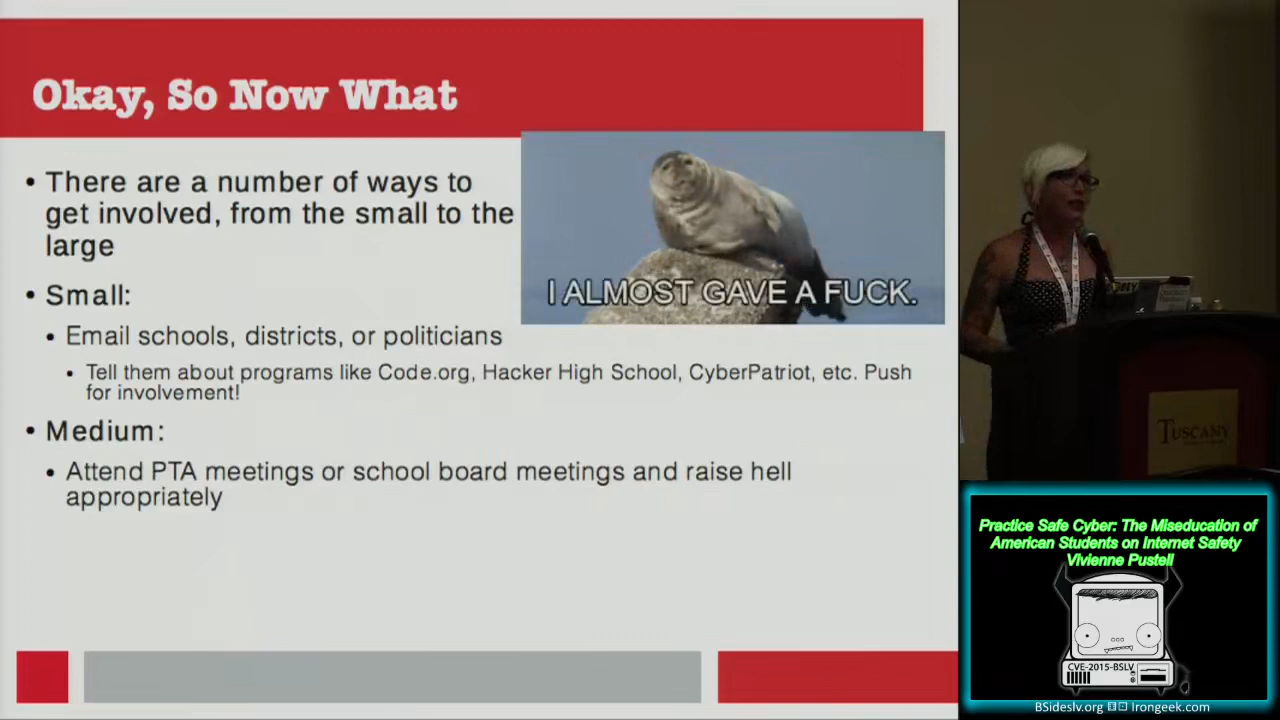 Okay, So Now What
• There are a number of ways to
get involved, from the small to the
large
I ALMOST GAVE A FUCK.
• Small:
• Email schools, districts, or politicians
• Tell them about programs like Code.org, Hacker High School, CyberPatriot, etc. Push
for involvement!
• Medium:
• Attend PTA meetings or school board meetings and raise hell
appropriately
TUSCANY
Practice Safe Cyber: The Miseducation of
American Students on Internet Safety
Vivienne Pustell
CVE-2015-BSLV
BSideslv.org Irongeek.com